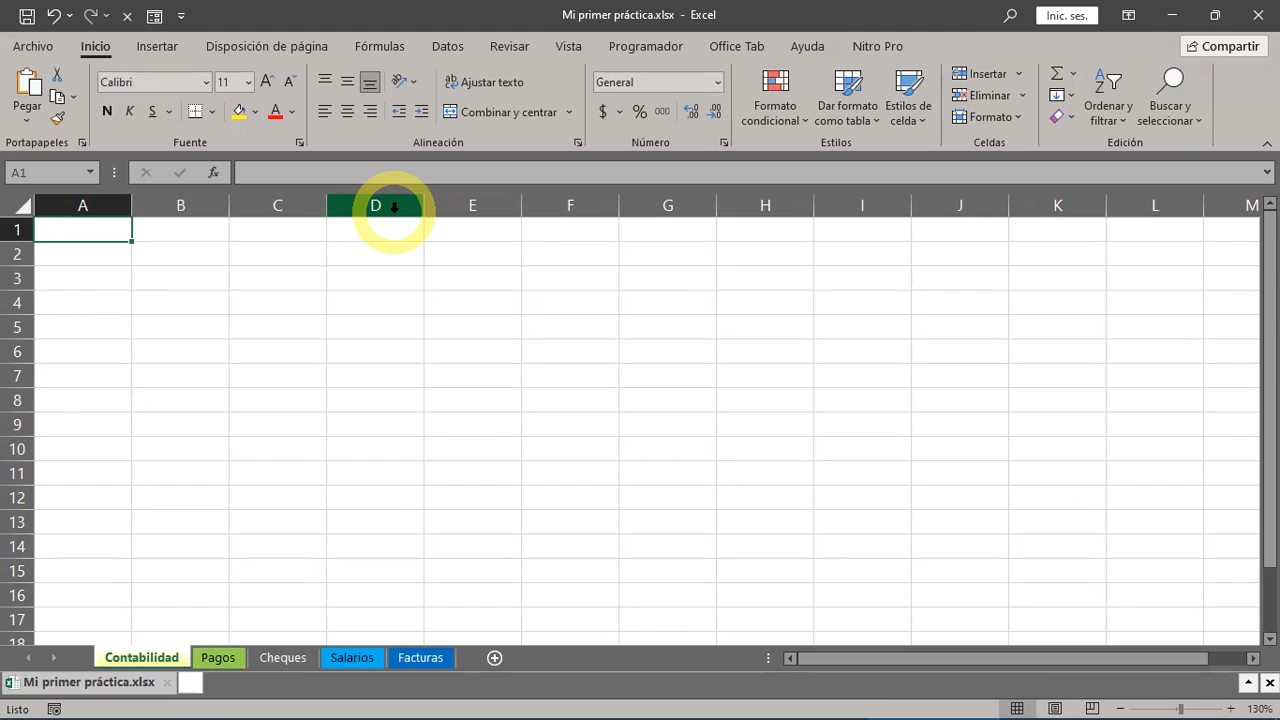 Mi primer práctica.xlsx - Excel
Inic. ses.
Archivo Inicio Insertar Disposición de página Fórmulas Datos Revisar Vista Programador Office Tab Ayuda Nitro Pro Compartir
Pegar
Calibri 11
N K S
Ajustar texto
Combinar y centrar
General
$ % 000
Formato condicional
Dar formato como tabla
Estilos de celda
Insertar
Eliminar
Formato
Ordenar y filtrar
Buscar y seleccionar
Portapapeles Fuente Alineación Número Estilos Celdas Edición
A1 fx
A B C D E F G H I J K L M
1
2
3
4
5
6
7
8
9
10
11
12
13
14
15
16
17
18
Contabilidad Pagos Cheques Salarios Facturas
Mi primer práctica.xlsx
Listo 130%